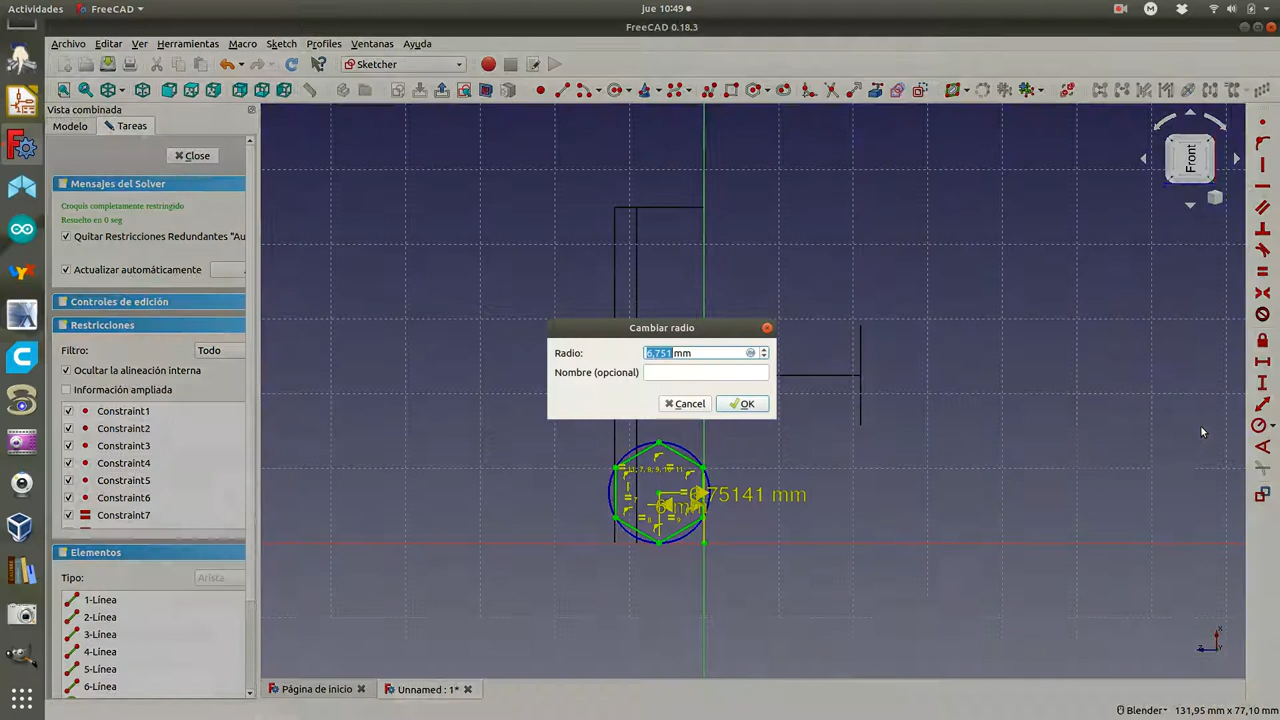 Actividades
FreeCAD
jue 10:49
FreeCAD 0.18.3
Archivo Editar Ver Herramientas Macro Sketch Profiles Ventanas Ayuda
Sketcher
Vista combinada
Modelo Tareas
Close
Mensajes del Solver
Croquis completamente restringido
Resuelto en 0 seg
Quitar Restricciones Redundantes "Au
Actualizar automáticamente
Controles de edición
Restricciones
Filtro: Todo
Ocultar la alineación interna
Información ampliada
Constraint1
Constraint2
Constraint3
Constraint4
Constraint5
Constraint6
Constraint7
Elementos
Tipo: Arista
1-Línea
2-Línea
3-Línea
4-Línea
5-Línea
6-Línea
Front
Cambiar radio
Radio: 6,751 mm
Nombre (opcional)
Cancel OK
Página de inicio
Unnamed : 1*
Blender
131,95 mm x 77,10 mm